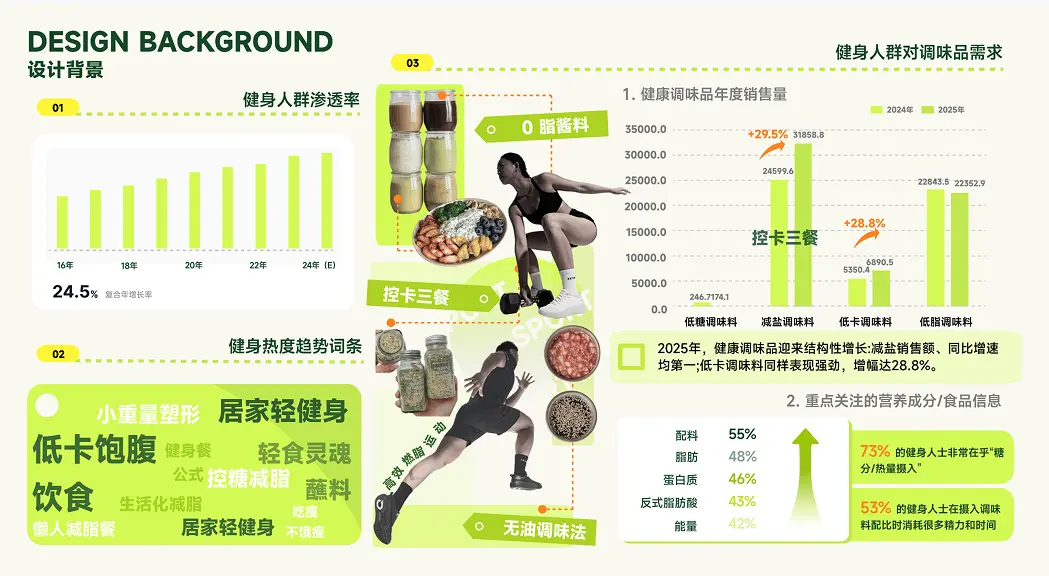 DESIGN BACKGROUND
设计背景
01
健身人群渗透率
16年 18年 20年 22年 24年（E）
24.5% 复合年增长率
02
健身热度趋势词条
小重量塑形
居家轻健身
低卡饱腹
健身餐
轻食灵魂
公式
控糖减脂
蘸料
饮食
生活化减脂
吃瘦
懒人减脂餐
居家轻健身
不饿瘦
03
0 脂酱料
控卡三餐
SPORT
高效 燃脂 运动
无油调味法
健身人群对调味品需求
1. 健康调味品年度销售量
2024年 2025年
35000.0
30000.0
25000.0
20000.0
15000.0
10000.0
5000.0
0.0
+29.5%
31858.8
24599.6
控卡三餐
+28.8%
22843.5 22352.9
5350.4 6890.5
246.7174.1
低糖调味料 减盐调味料 低卡调味料 低脂调味料
2025年，健康调味品迎来结构性增长:减盐销售额、同比增速
均第一;低卡调味料同样表现强劲，增幅达28.8%。
2. 重点关注的营养成分/食品信息
配料 55%
脂肪 48%
蛋白质 46%
反式脂肪酸 43%
能量 42%
73% 的健身人士非常在乎“糖
分/热量摄入”
53% 的健身人士在摄入调味
料配比时消耗很多精力和时间